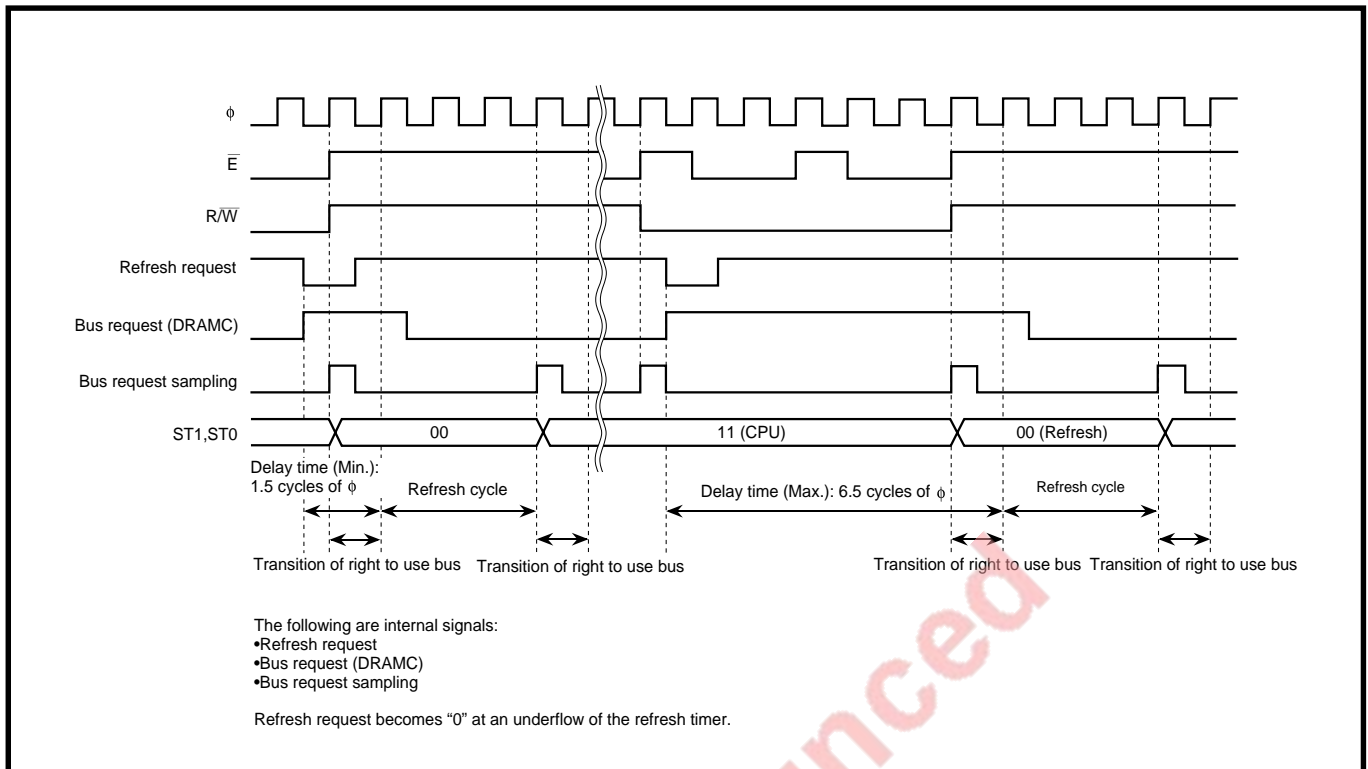 ϕ
E̅
R/W̅
Refresh request
Bus request (DRAMC)
Bus request sampling
ST1,ST0
00
11 (CPU)
00 (Refresh)
Delay time (Min.):
1.5 cycles of ϕ
Refresh cycle
Delay time (Max.): 6.5 cycles of ϕ
Refresh cycle
Transition of right to use bus
Transition of right to use bus
Transition of right to use bus
Transition of right to use bus
The following are internal signals:
•Refresh request
•Bus request (DRAMC)
•Bus request sampling
Refresh request becomes “0” at an underflow of the refresh timer.